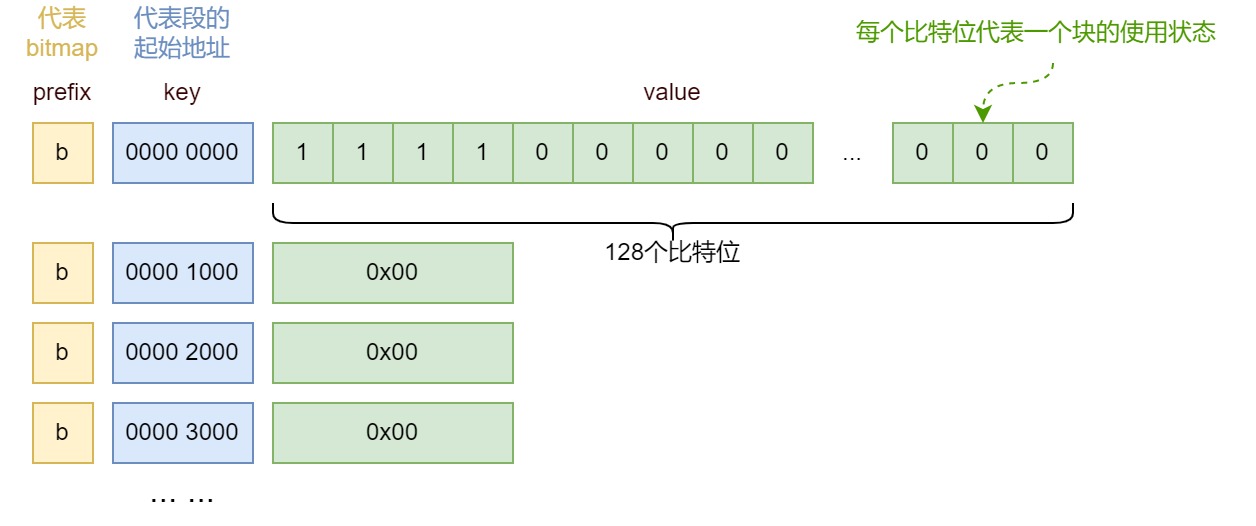 代表
bitmap
代表段的
起始地址
每个比特位代表一个块的使用状态
prefix
key
value
b
0000 0000
1 1 1 1 0 0 0 0 0 ... 0 0 0
128个比特位
b
0000 1000
0x00
b
0000 2000
0x00
b
0000 3000
0x00
... ...